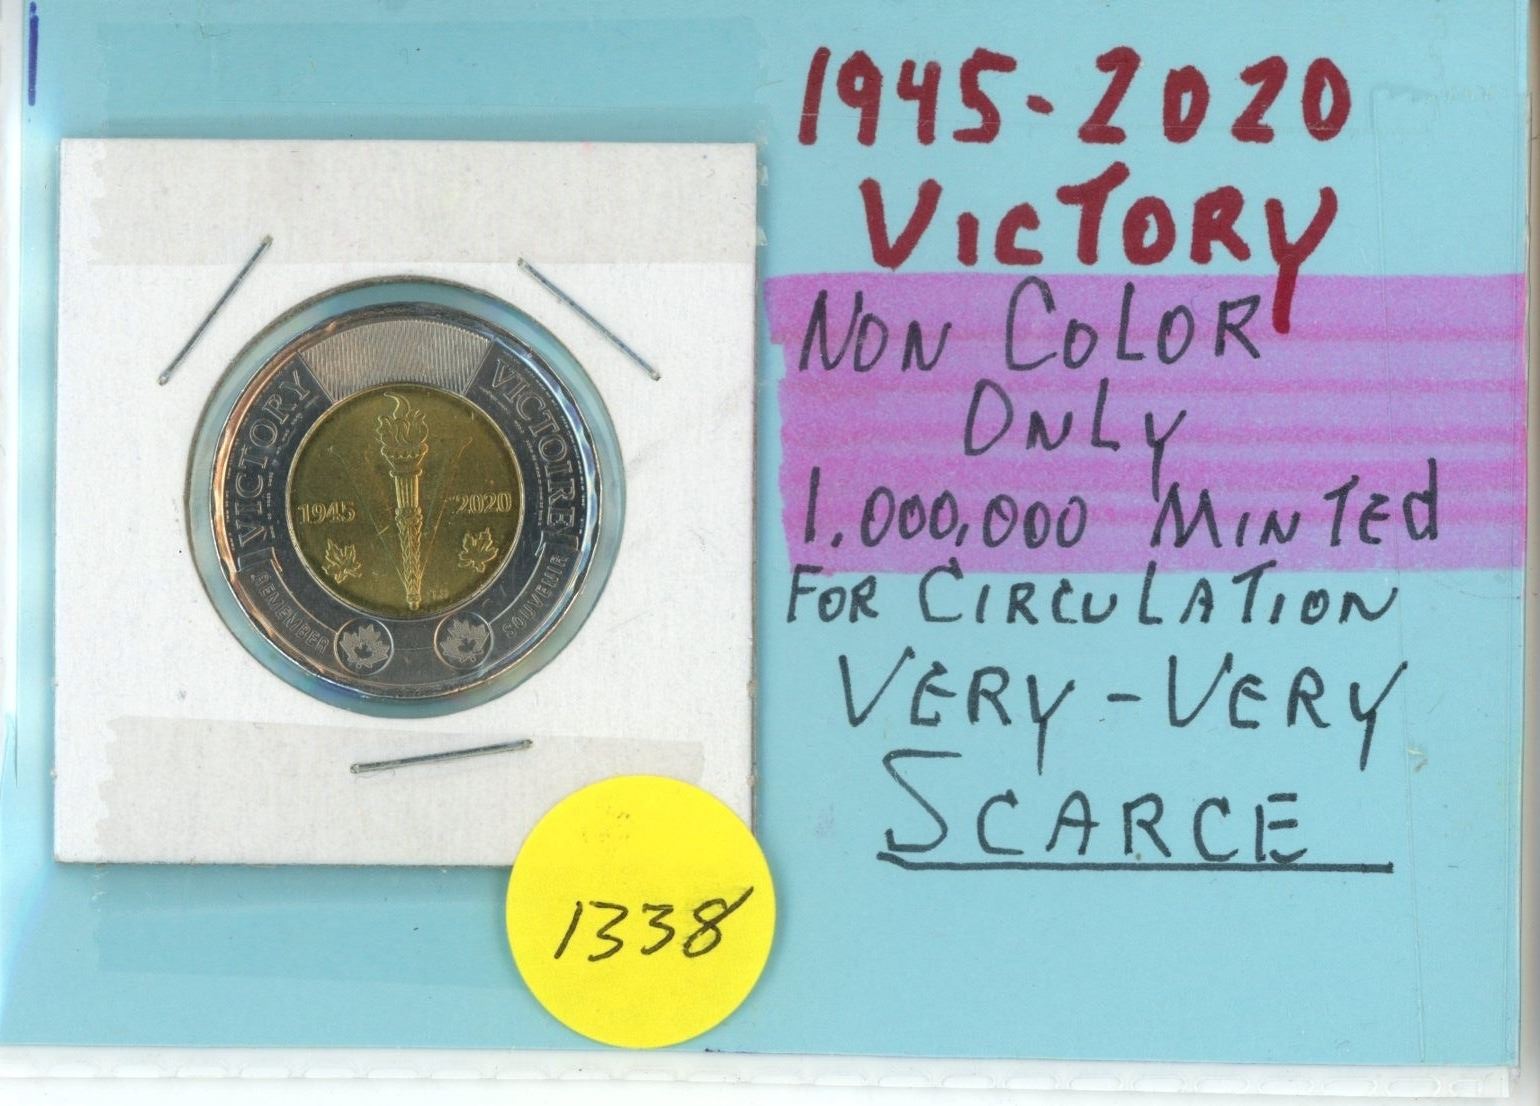 1945-2020
VICTORY
NON COLOR
ONLY
1.000,000 MINTED
FOR CIRCULATION
VERY-VERY
SCARCE
VICTORY
VICTOIRE
1945
2020
REMEMBER
SOUVENIR
1338